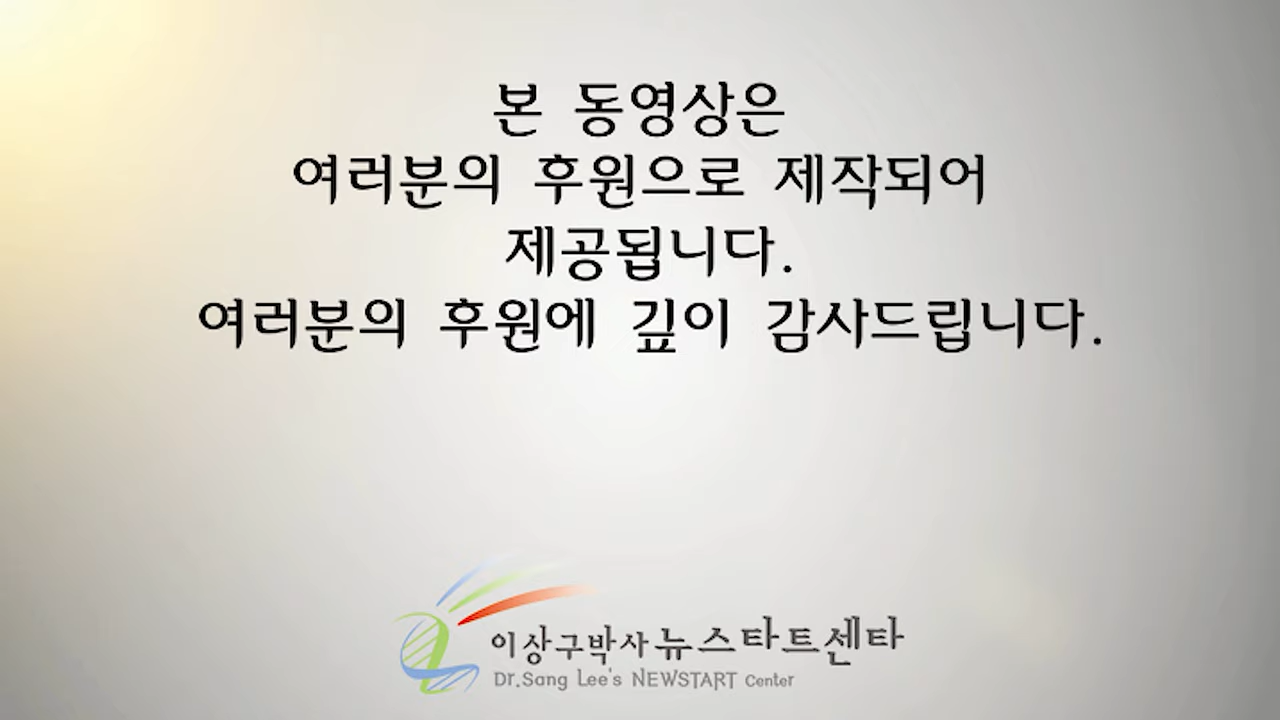 본 동영상은
여러분의 후원으로 제작되어
제공됩니다.
여러분의 후원에 깊이 감사드립니다.
이상구박사 뉴스타트센타
Dr.Sang Lee's NEWSTART Center